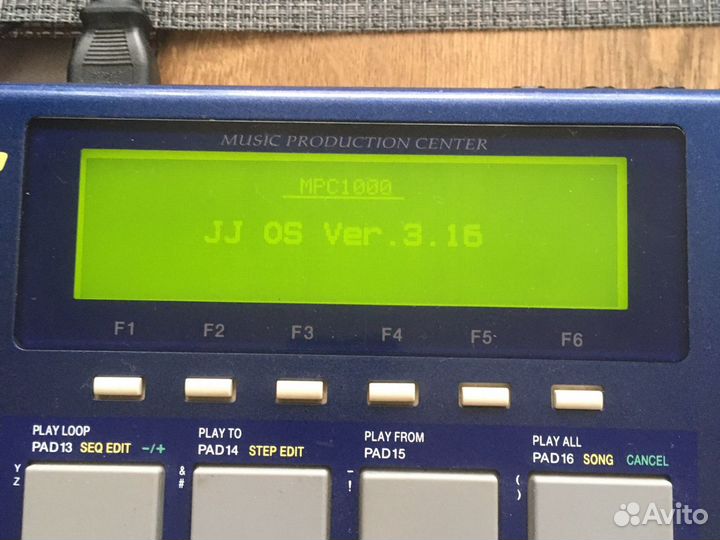 MUSIC PRODUCTION CENTER
MPC1000
JJ OS Ver.3.16
F1 F2 F3 F4 F5 F6
PLAY LOOP PLAY TO PLAY FROM PLAY ALL
PAD13 SEQ EDIT -/+ PAD14 STEP EDIT PAD15 PAD16 SONG CANCEL
Y & _ (
Z # ! )
Avito